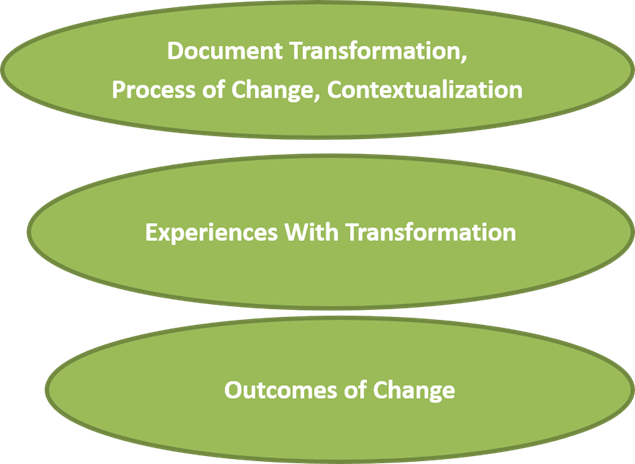 Document Transformation,
Process of Change, Contextualization
Experiences With Transformation
Outcomes of Change